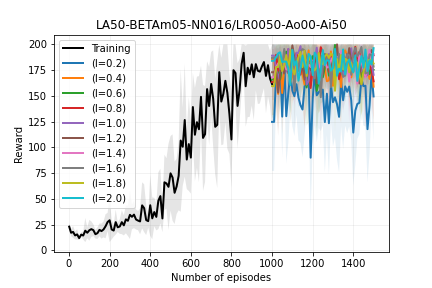 LA50-BETAm05-NN016/LR0050-Ao00-Ai50
Reward
200
175
150
125
100
75
50
25
0
Training
(l=0.2)
(l=0.4)
(l=0.6)
(l=0.8)
(l=1.0)
(l=1.2)
(l=1.4)
(l=1.6)
(l=1.8)
(l=2.0)
0 200 400 600 800 1000 1200 1400
Number of episodes